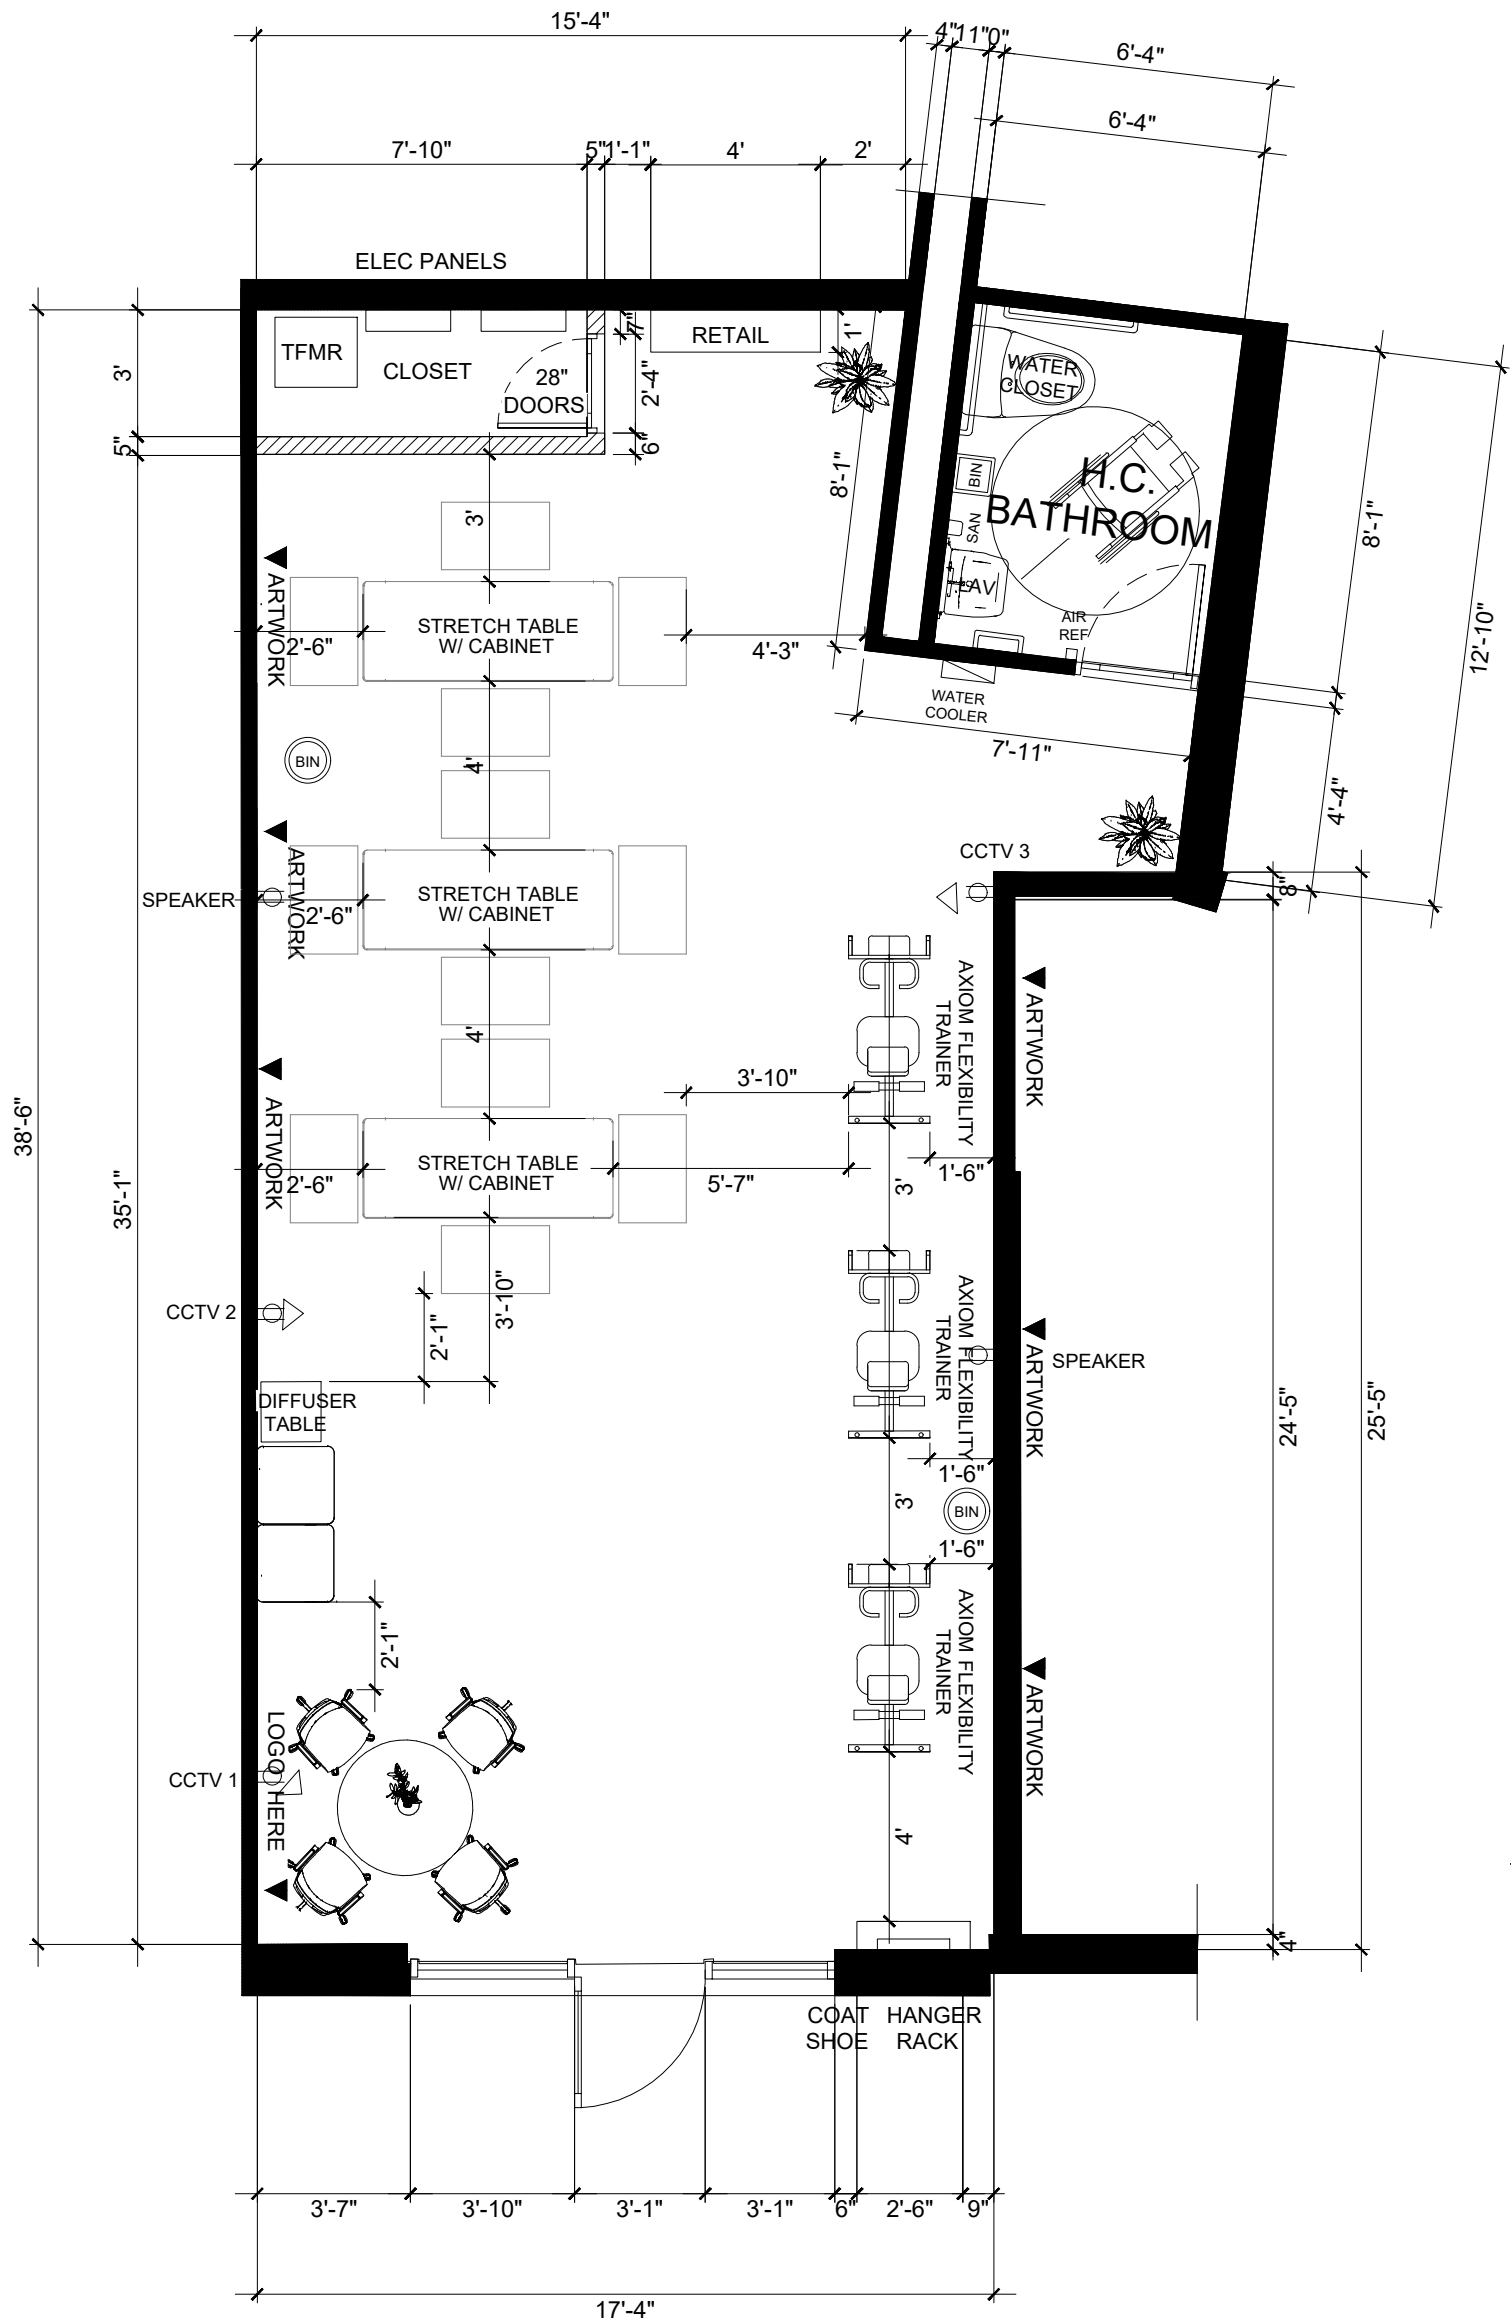 15'-4"
4"
11"
0"
6'-4"
6'-4"
7'-10"
5"
1'-1"
4'
2'
ELEC PANELS
TFMR
CLOSET
28"
DOORS
7"
2'-4"
6"
RETAIL
1'
3'
5"
WATER
CLOSET
BIN
SAN
LAV
H.C.
BATHROOM
AIR
REF
8'-1"
8'-1"
12'-10"
3'
ARTWORK
2'-6"
STRETCH TABLE
W/ CABINET
4'-3"
WATER
COOLER
7'-11"
4'-4"
BIN
4'
ARTWORK
SPEAKER
2'-6"
STRETCH TABLE
W/ CABINET
CCTV 3
8"
AXIOM FLEXIBILITY
TRAINER
ARTWORK
4'
3'-10"
38'-6"
35'-1"
ARTWORK
2'-6"
STRETCH TABLE
W/ CABINET
5'-7"
3'
1'-6"
CCTV 2
2'-1"
3'-10"
AXIOM FLEXIBILITY
TRAINER
ARTWORK
SPEAKER
24'-5"
25'-5"
DIFFUSER
TABLE
1'-6"
3'
BIN
1'-6"
2'-1"
AXIOM FLEXIBILITY
TRAINER
ARTWORK
LOGO HERE
CCTV 1
4'
4"
COAT HANGER
SHOE RACK
3'-7"
3'-10"
3'-1"
3'-1"
6"
2'-6"
9"
17'-4"